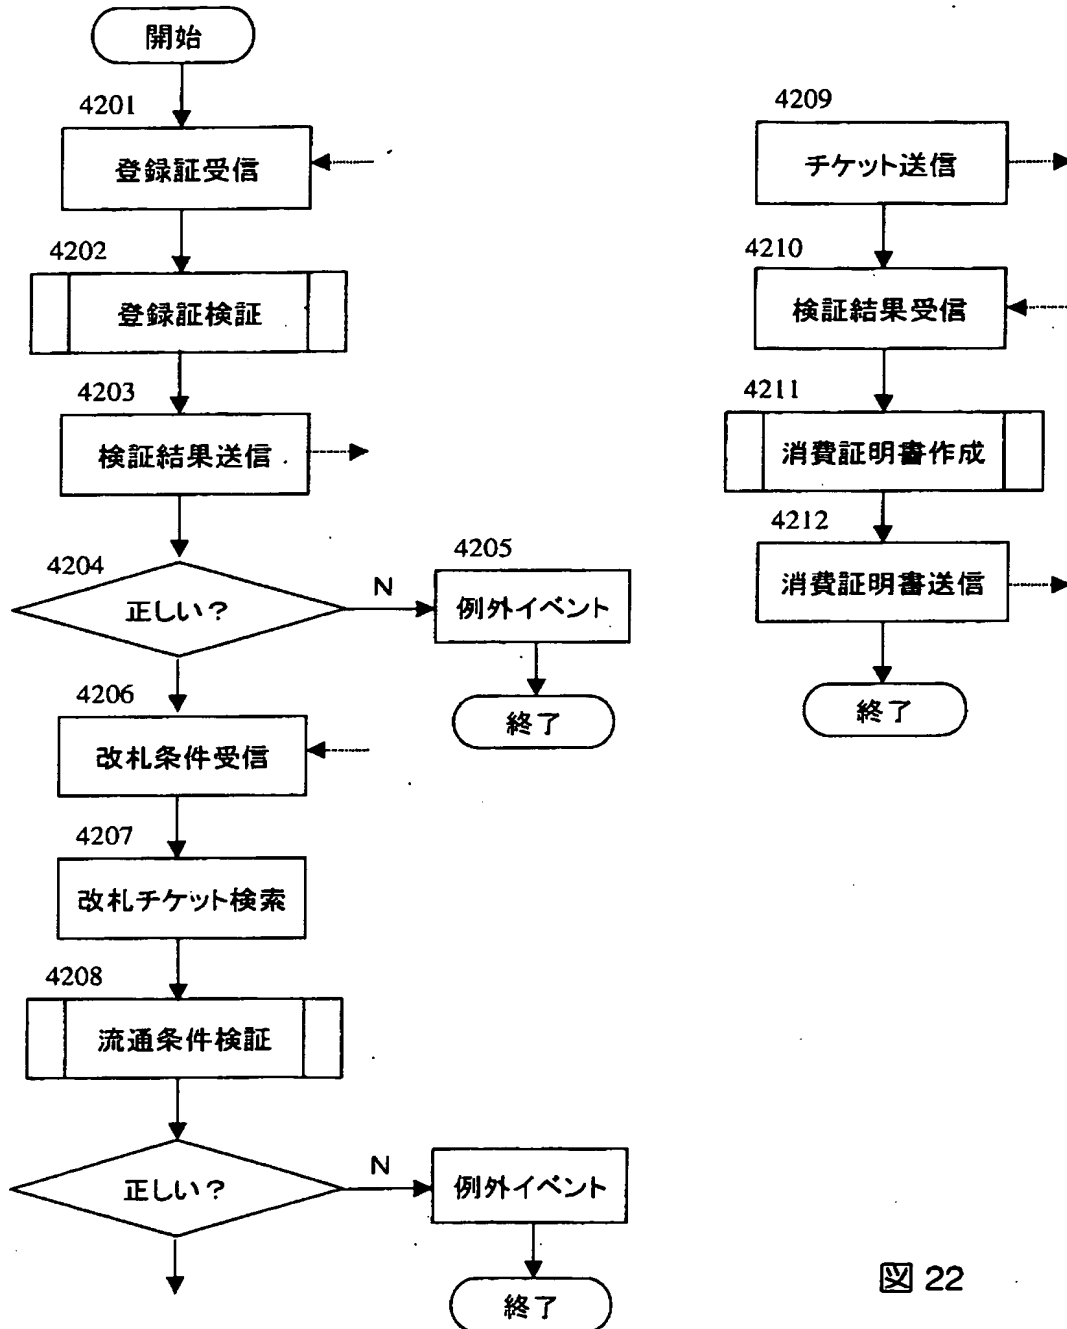 開始
4201
登録証受信
4202
登録証検証
4203
検証結果送信
4204
正しい？
N
4205
例外イベント
終了
4206
改札条件受信
4207
改札チケット検索
4208
流通条件検証
正しい？
N
例外イベント
終了
4209
チケット送信
4210
検証結果受信
4211
消費証明書作成
4212
消費証明書送信
終了
図 22